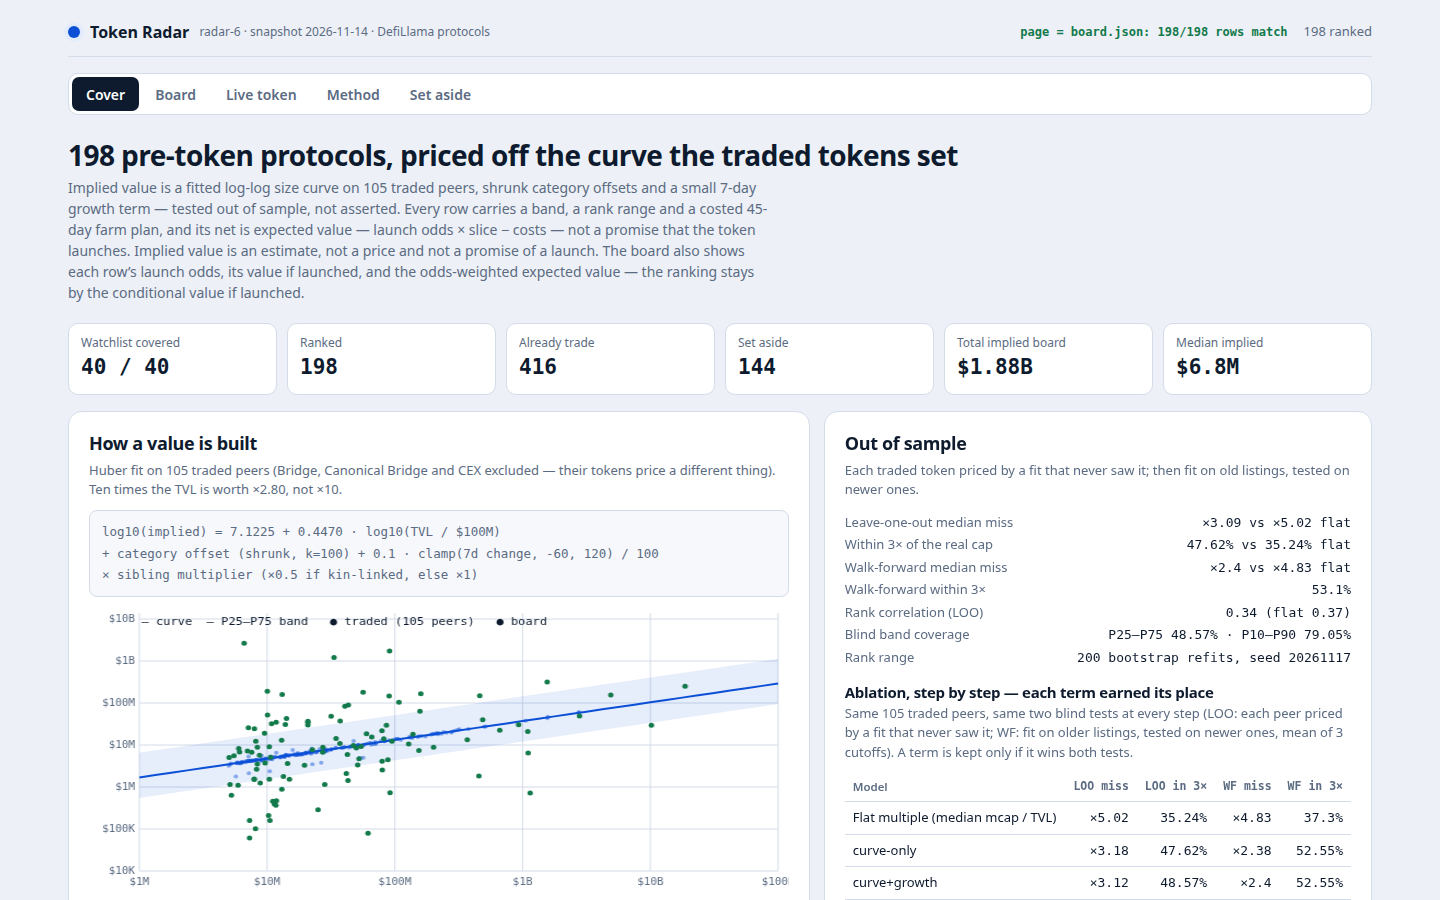 Token Radar radar-6 · snapshot 2026-11-14 · DefiLlama protocols page = board.json: 198/198 rows match 198 ranked
Cover Board Live token Method Set aside
198 pre-token protocols, priced off the curve the traded tokens set
Implied value is a fitted log-log size curve on 105 traded peers, shrunk category offsets and a small 7-day
growth term — tested out of sample, not asserted. Every row carries a band, a rank range and a costed 45-
day farm plan, and its net is expected value — launch odds × slice − costs — not a promise that the token
launches. Implied value is an estimate, not a price and not a promise of a launch. The board also shows
each row’s launch odds, its value if launched, and the odds-weighted expected value — the ranking stays
by the conditional value if launched.
Watchlist covered
40 / 40
Ranked
198
Already trade
416
Set aside
144
Total implied board
$1.88B
Median implied
$6.8M
How a value is built
Huber fit on 105 traded peers (Bridge, Canonical Bridge and CEX excluded — their tokens price a different thing).
Ten times the TVL is worth ×2.80, not ×10.
log10(implied) = 7.1225 + 0.4470 · log10(TVL / $100M)
+ category offset (shrunk, k=100) + 0.1 · clamp(7d change, -60, 120) / 100
× sibling multiplier (×0.5 if kin-linked, else ×1)
— curve — P25–P75 band ● traded (105 peers) ● board
$10B
$1B
$100M
$10M
$1M
$100K
$10K
$1M $10M $100M $1B $10B $100
Out of sample
Each traded token priced by a fit that never saw it; then fit on old listings, tested on
newer ones.
Leave-one-out median miss ×3.09 vs ×5.02 flat
Within 3× of the real cap 47.62% vs 35.24% flat
Walk-forward median miss ×2.4 vs ×4.83 flat
Walk-forward within 3× 53.1%
Rank correlation (LOO) 0.34 (flat 0.37)
Blind band coverage P25–P75 48.57% · P10–P90 79.05%
Rank range 200 bootstrap refits, seed 20261117
Ablation, step by step — each term earned its place
Same 105 traded peers, same two blind tests at every step (LOO: each peer priced
by a fit that never saw it; WF: fit on older listings, tested on newer ones, mean of 3
cutoffs). A term is kept only if it wins both tests.
Model LOO miss LOO in 3× WF miss WF in 3×
Flat multiple (median mcap / TVL) ×5.02 35.24% ×4.83 37.3%
curve-only ×3.18 47.62% ×2.38 52.55%
curve+growth ×3.12 48.57% ×2.4 52.55%